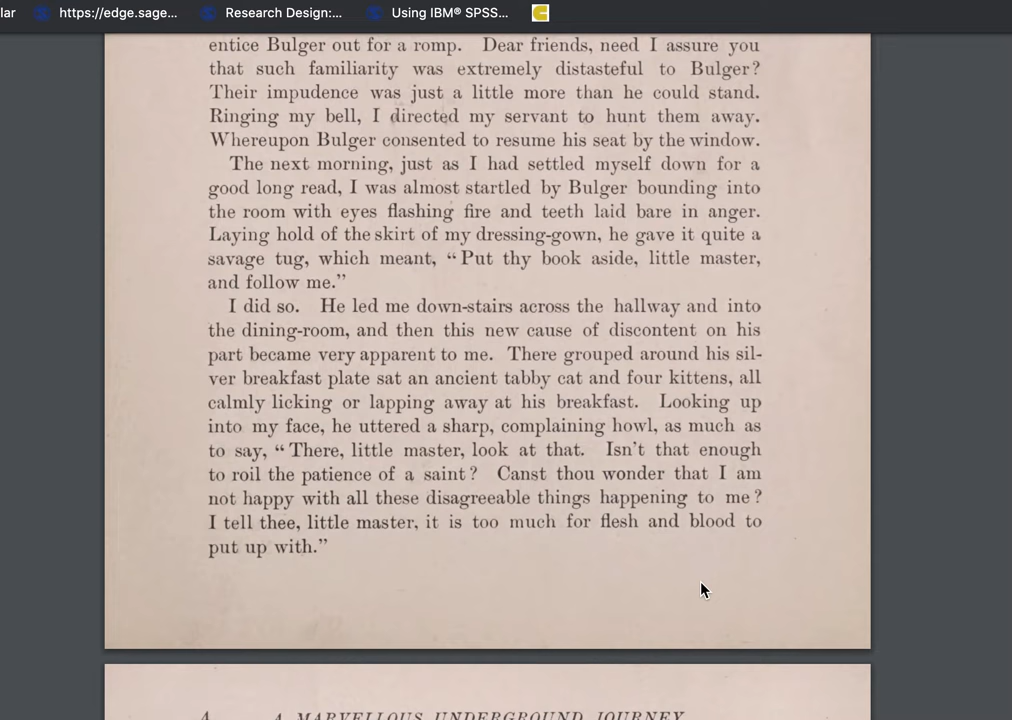 lar
https://edge.sage...
Research Design:...
Using IBM® SPSS...
entice Bulger out for a romp. Dear friends, need I assure you
that such familiarity was extremely distasteful to Bulger?
Their impudence was just a little more than he could stand.
Ringing my bell, I directed my servant to hunt them away.
Whereupon Bulger consented to resume his seat by the window.
The next morning, just as I had settled myself down for a
good long read, I was almost startled by Bulger bounding into
the room with eyes flashing fire and teeth laid bare in anger.
Laying hold of the skirt of my dressing-gown, he gave it quite a
savage tug, which meant, “Put thy book aside, little master,
and follow me.”
I did so. He led me down-stairs across the hallway and into
the dining-room, and then this new cause of discontent on his
part became very apparent to me. There grouped around his sil-
ver breakfast plate sat an ancient tabby cat and four kittens, all
calmly licking or lapping away at his breakfast. Looking up
into my face, he uttered a sharp, complaining howl, as much as
to say, “There, little master, look at that. Isn’t that enough
to roil the patience of a saint? Canst thou wonder that I am
not happy with all these disagreeable things happening to me?
I tell thee, little master, it is too much for flesh and blood to
put up with.”
4 A MARVELLOUS UNDERGROUND JOURNEY